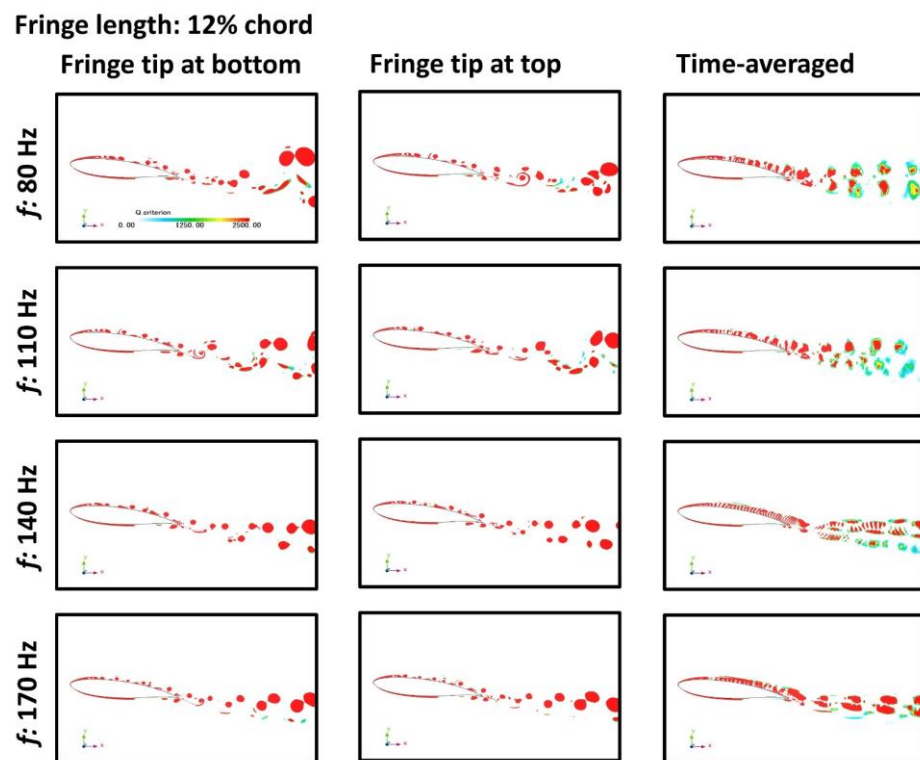 Fringe length: 12% chord
Fringe tip at bottom Fringe tip at top Time-averaged
f: 80 Hz
Q criterion
0.00 1250.00 2500.00
f: 110 Hz
f: 140 Hz
f: 170 Hz